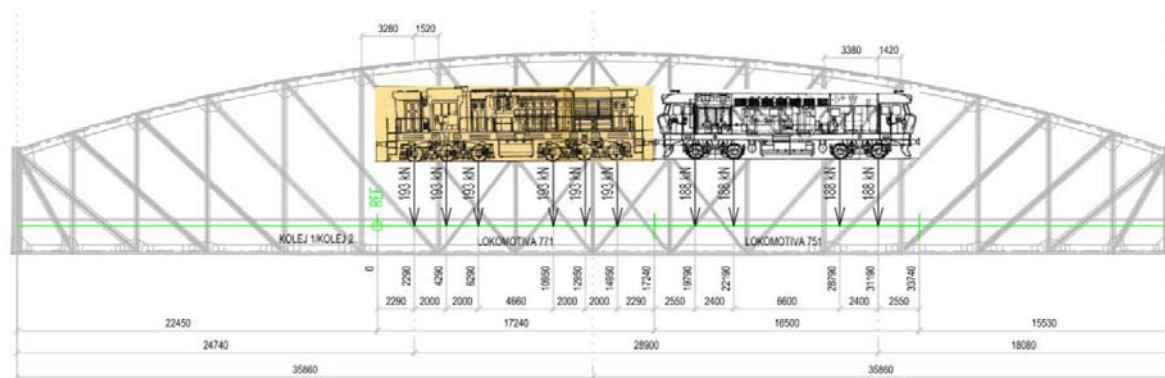 3280 1520 3380 1420
193 kN 193 kN 193 kN 193 kN 193 kN 193 kN 188 kN 188 kN 188 kN 188 kN
REF
KOLEJ 1/KOLEJ 2 LOKOMOTIVA 771 LOKOMOTIVA 751
0 2290 4290 6290 10950 12950 14950 17240 19790 22190 28790 31190 33740
2290 2000 2000 4660 2000 2000 2290 2550 2400 6600 2400 2550
22450 17240 16500 15530
24740 28900 18080
35860 35860